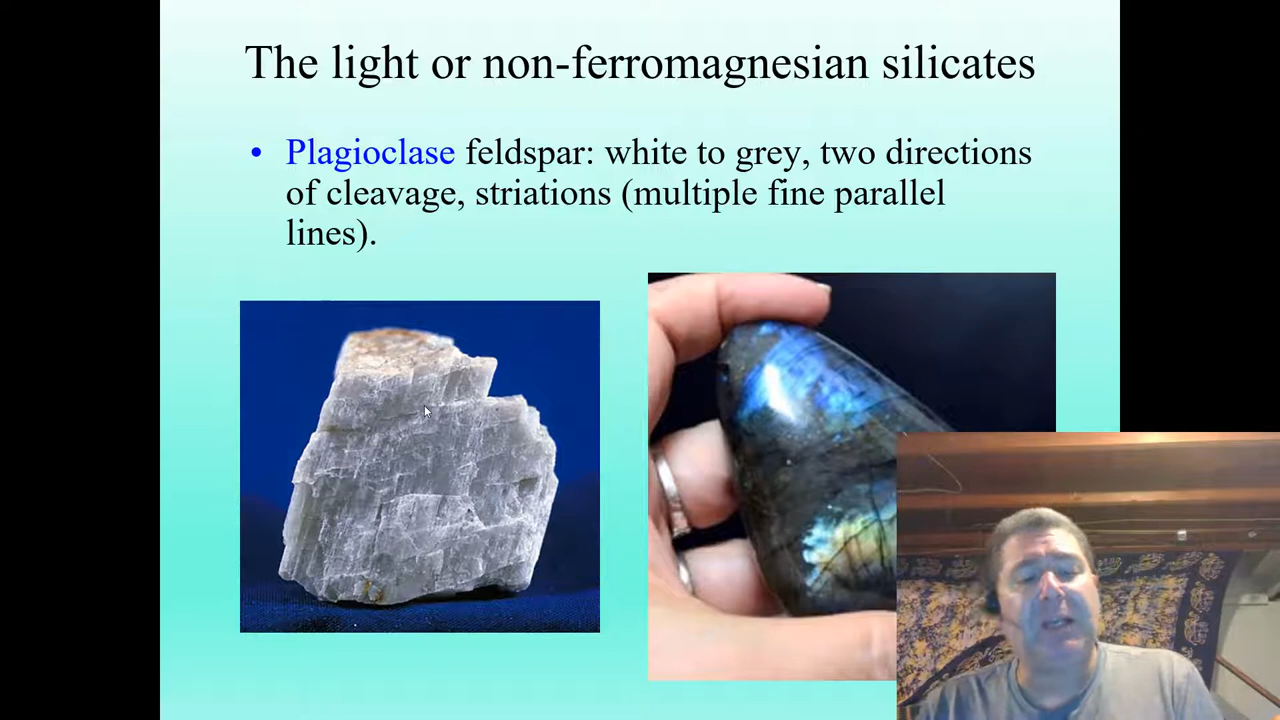 The light or non-ferromagnesian silicates
• Plagioclase feldspar: white to grey, two directions
of cleavage, striations (multiple fine parallel
lines).